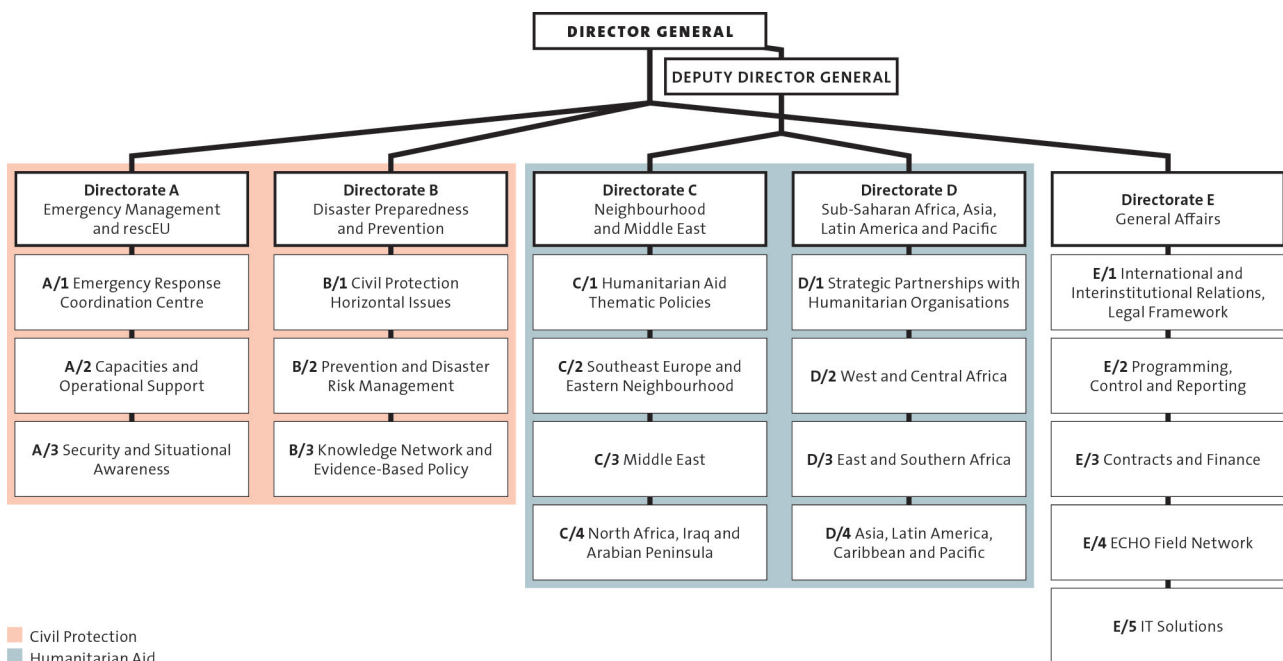 DIRECTOR GENERAL
DEPUTY DIRECTOR GENERAL
Directorate A
Emergency Management
and rescEU
A/1 Emergency Response
Coordination Centre
A/2 Capacities and
Operational Support
A/3 Security and Situational
Awareness
Directorate B
Disaster Preparedness
and Prevention
B/1 Civil Protection
Horizontal Issues
B/2 Prevention and Disaster
Risk Management
B/3 Knowledge Network and
Evidence-Based Policy
Directorate C
Neighbourhood
and Middle East
C/1 Humanitarian Aid
Thematic Policies
C/2 Southeast Europe and
Eastern Neighbourhood
C/3 Middle East
C/4 North Africa, Iraq and
Arabian Peninsula
Directorate D
Sub-Saharan Africa, Asia,
Latin America and Pacific
D/1 Strategic Partnerships with
Humanitarian Organisations
D/2 West and Central Africa
D/3 East and Southern Africa
D/4 Asia, Latin America,
Caribbean and Pacific
Directorate E
General Affairs
E/1 International and
Interinstitutional Relations,
Legal Framework
E/2 Programming,
Control and Reporting
E/3 Contracts and Finance
E/4 ECHO Field Network
E/5 IT Solutions
Civil Protection
Humanitarian Aid